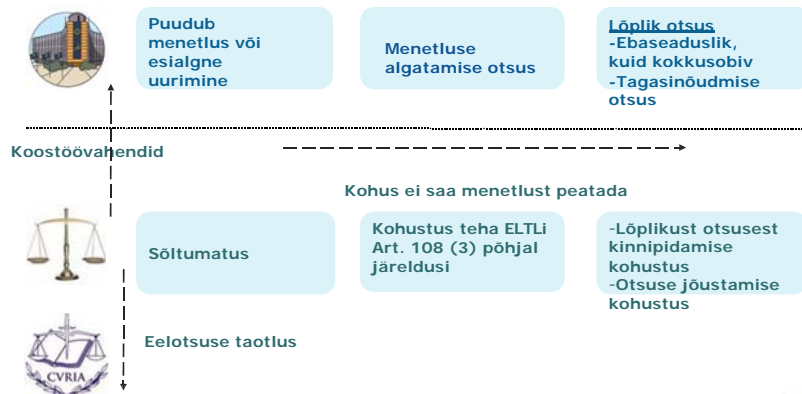 Puudub
menetlus või
esialgne
uurimine
Menetluse
algatamise otsus
Lõplik otsus
-Ebaseaduslik,
kuid kokkusobiv
-Tagasinõudmise
otsus
Koostöövahendid
Kohus ei saa menetlust peatada
Sõltumatus
Kohustus teha ELTLi
Art. 108 (3) põhjal
järeldusi
-Lõplikust otsusest
kinnipidamise
kohustus
-Otsuse jõustamise
kohustus
Eelotsuse taotlus
CVRIA